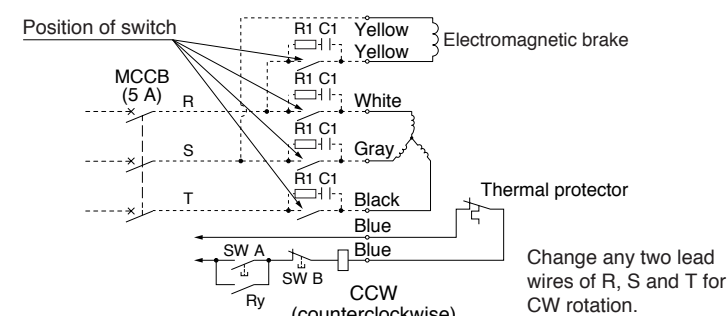 R1 C1 Yellow
Position of switch
Yellow
Electromagnetic brake
R1 C1
MCCB
(5 A)
R
White
R1 C1
S
Gray
R1 C1
T
Black
Thermal protector
Blue
SW A
Blue
SW B
Ry
CCW
(counterclockwise)
Change any two lead
wires of R, S and T for
CW rotation.